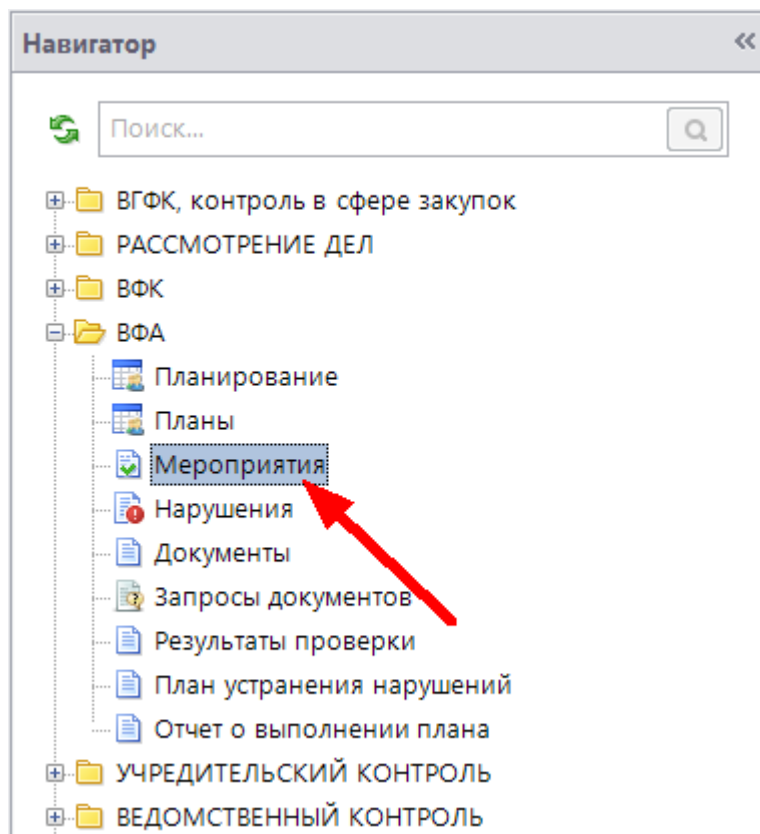 Навигатор
Поиск...
ВГФК, контроль в сфере закупок
РАССМОТРЕНИЕ ДЕЛ
ВФК
ВФА
Планирование
Планы
Мероприятия
Нарушения
Документы
Запросы документов
Результаты проверки
План устранения нарушений
Отчет о выполнении плана
УЧРЕДИТЕЛЬСКИЙ КОНТРОЛЬ
ВЕДОМСТВЕННЫЙ КОНТРОЛЬ